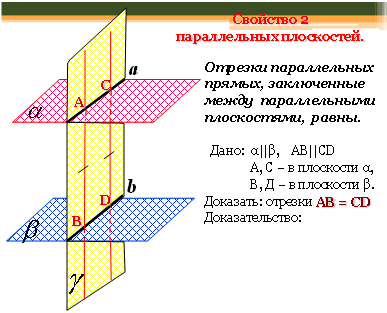 Свойство 2
параллельных плоскостей.
Отрезки параллельных
прямых, заключенные
между параллельными
плоскостями, равны.
Дано: α||β, AB||CD
А, С – в плоскости α,
В, Д – в плоскости β.
Доказать: отрезки AB = CD
Доказательство:
a
C
A
α
b
D
B
β
γ